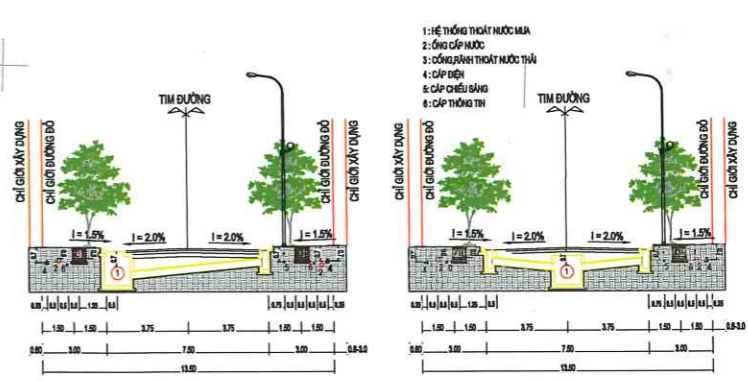 1 : HỆ THỐNG THOÁT NƯỚC MƯA
2 : ỐNG CẤP NƯỚC
3 : CỐNG,RÃNH THOÁT NƯỚC THẢI
4 : CÁP ĐIỆN
5: CÁP CHIẾU SÁNG
6 : CÁP THÔNG TIN
TIM ĐƯỜNG
CHỈ GIỚI XÂY DỰNG
CHỈ GIỚI ĐƯỜNG ĐỎ
CHỈ GIỚI ĐƯỜNG ĐỎ
CHỈ GIỚI XÂY DỰNG
I = 1.5%
I = 2.0%
I = 2.0%
I = 1.5%
1
1.50 1.50 3.75 3.75 1.50 1.50
0.60 3.00 7.50 3.00 0.6-3.0
13.50
TIM ĐƯỜNG
CHỈ GIỚI XÂY DỰNG
CHỈ GIỚI ĐƯỜNG ĐỎ
CHỈ GIỚI ĐƯỜNG ĐỎ
CHỈ GIỚI XÂY DỰNG
I = 1.5%
I = 2.0%
I = 2.0%
I = 1.5%
1
1.50 1.50 3.75 3.75 1.50 1.50 0.6-3.0
0.60 3.00 7.50 3.00
13.50